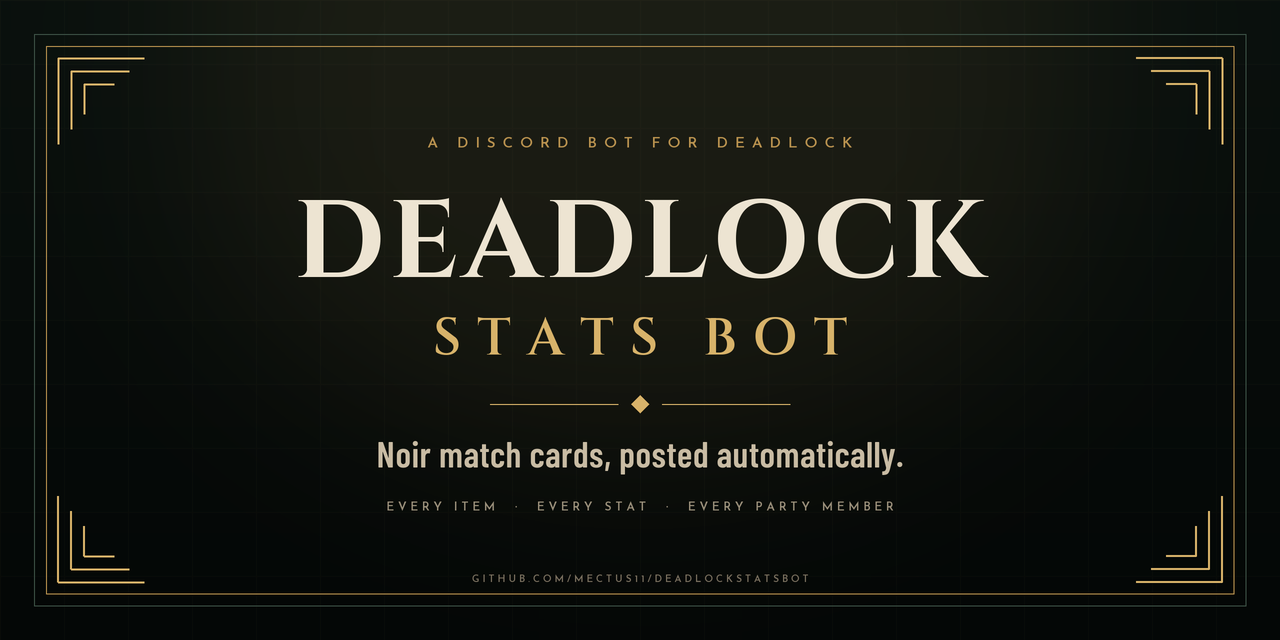 A DISCORD BOT FOR DEADLOCK
DEADLOCK
STATS BOT
Noir match cards, posted automatically.
EVERY ITEM · EVERY STAT · EVERY PARTY MEMBER
GITHUB.COM/MECTUS11/DEADLOCKSTATSBOT